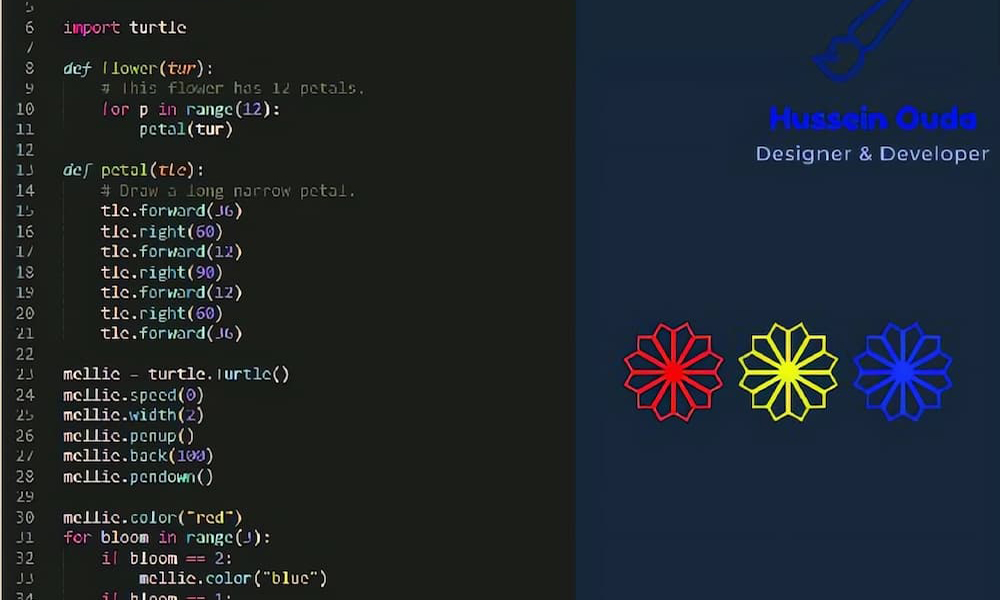 5
6 import turtle
7
8 def flower(tur):
9 # This flower has 12 petals.
10 for p in range(12):
11 petal(tur)
12
13 def petal(tle):
14 # Draw a long narrow petal.
15 tle.forward(36)
16 tle.right(60)
17 tle.forward(12)
18 tle.right(90)
19 tle.forward(12)
20 tle.right(60)
21 tle.forward(36)
22
23 mellie = turtle.Turtle()
24 mellie.speed(0)
25 mellie.width(2)
26 mellie.penup()
27 mellie.back(100)
28 mellie.pendown()
29
30 mellie.color("red")
31 for bloom in range(3):
32 if bloom == 2:
33 mellie.color("blue")
34 if bloom == 1:
Hussein Ouda
Designer & Developer